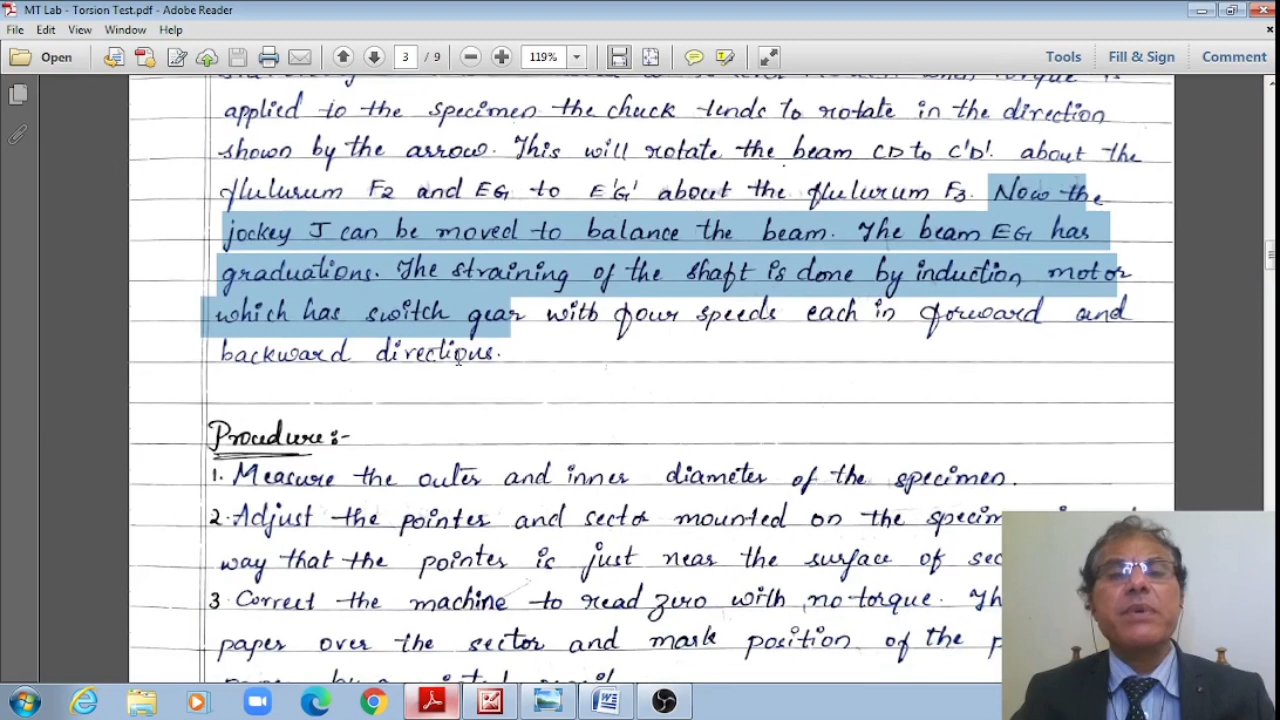 MT Lab - Torsion Test.pdf - Adobe Reader
File Edit View Window Help
Open 3 / 9 119% Tools Fill & Sign Comment
applied to the specimen the chuck tends to rotate in the direction
shown by the arrow. This will rotate the beam CD to C'D'. about the
flulurum F2 and EG to E'G' about the flulurum F3. Now the
jockey J can be moved to balance the beam. The beam EG has
graduations. The straining of the shaft is done by induction motor
which has switch gear with four speeds each in forward and
backward directions.
Procedure:-
1. Measure the outer and inner diameter of the specimen.
2. Adjust the pointer and sector mounted on the
way that the pointer is just near the surface of
3 Correct the machine to read zero with no torque.
paper over the sector and mark position of the